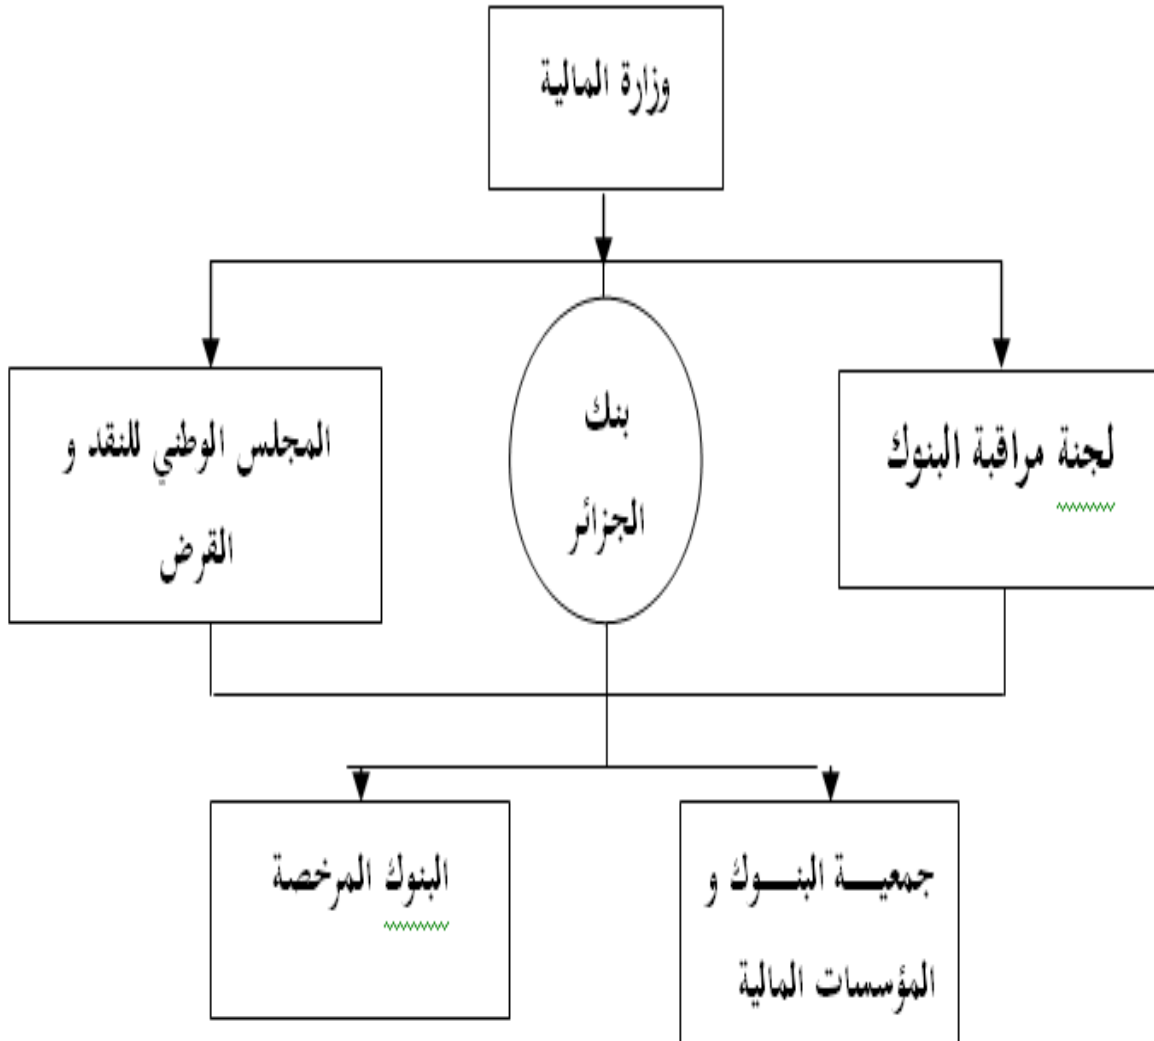 وزارة المالية
لجنة مراقبة البنوك
بنك
الجزائر
المجلس الوطني للنقد و
القرض
جمعيـــة البنـــوك و
المؤسسات المالية
البنوك المرخصة